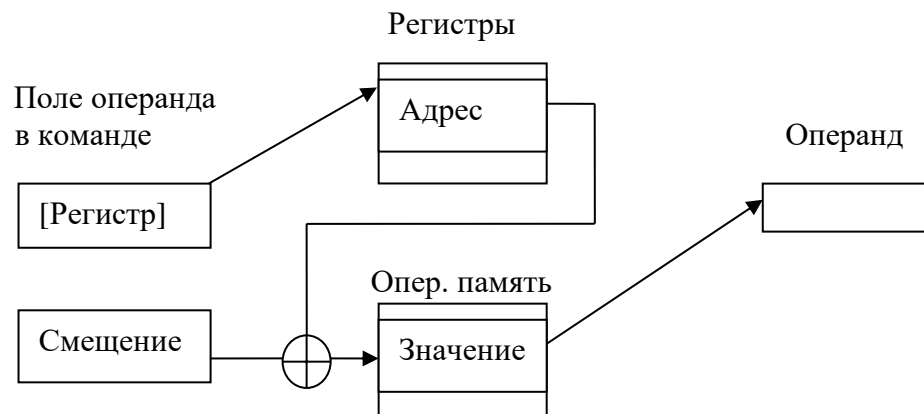 Регистры
Поле операнда
в команде
Адрес
Операнд
[Регистр]
Опер. память
Смещение
Значение